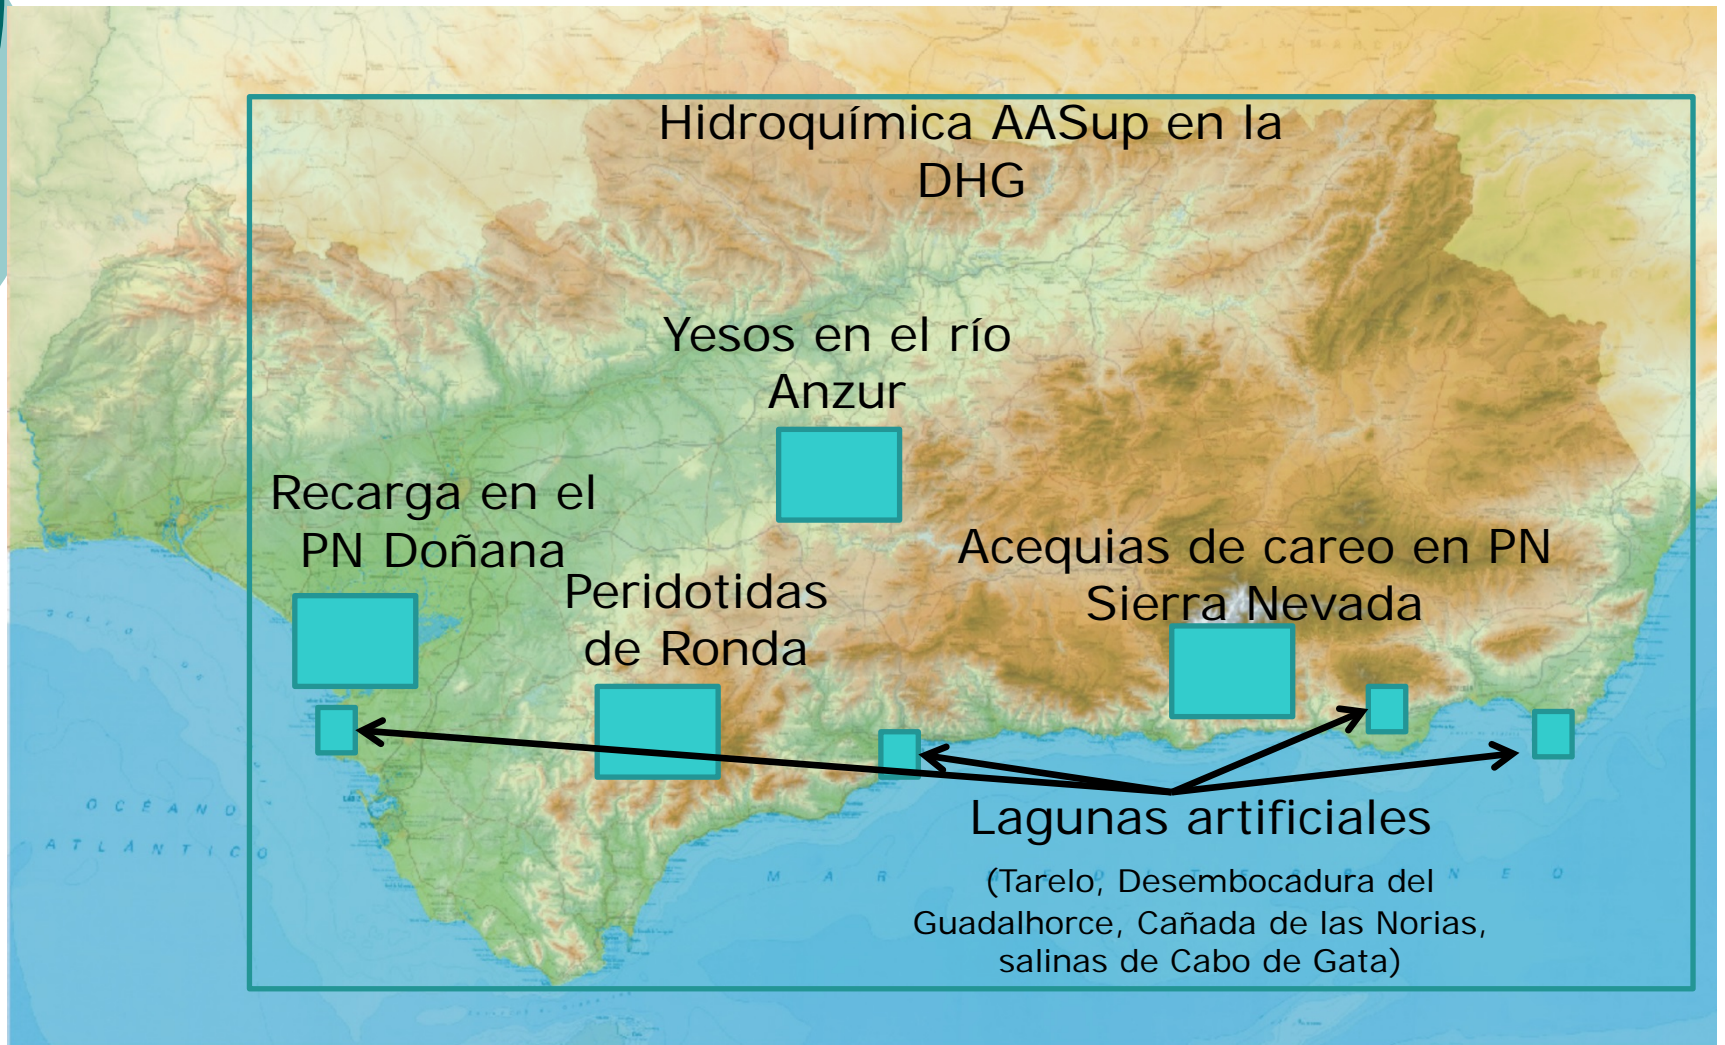 Hidroquímica AASup en la
DHG
Yesos en el río
Anzur
Recarga en el
PN Doñana
Peridotidas
de Ronda
Acequias de careo en PN
Sierra Nevada
Lagunas artificiales
(Tarelo, Desembocadura del
Guadalhorce, Cañada de las Norias,
salinas de Cabo de Gata)
OCÉANO
ATLÁNTICO